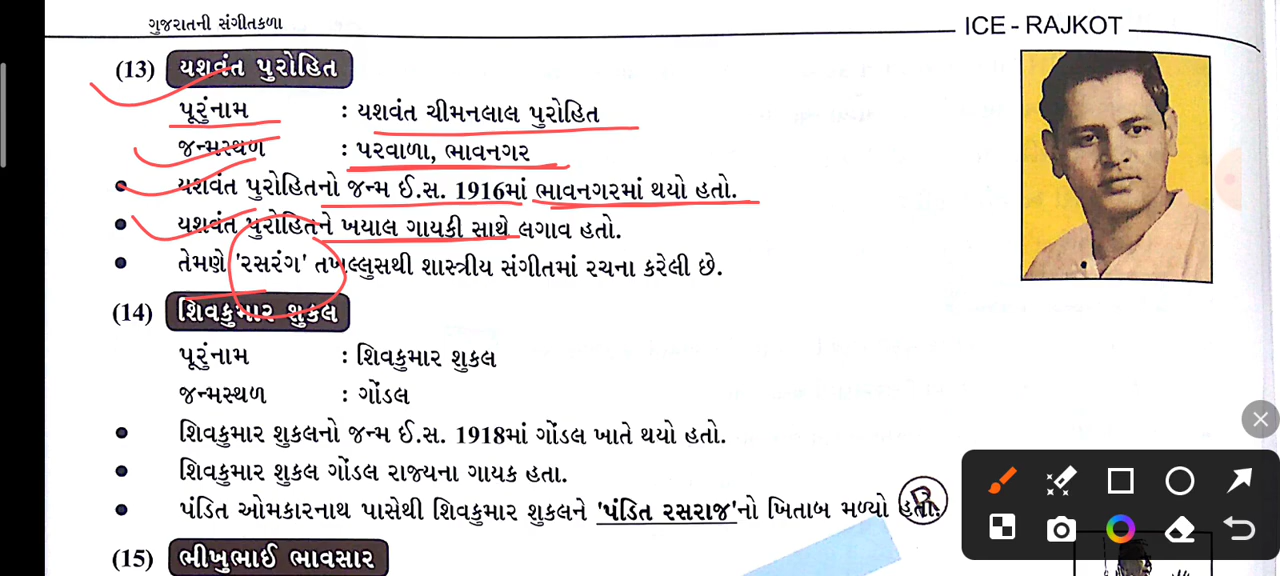 ગુજરાતની સંગીતકળા
ICE - RAJKOT
(13) યશવંત પુરોહિત
પૂરુંનામ : યશવંત ચીમનલાલ પુરોહિત
જન્મસ્થળ : પરવાળા, ભાવનગર
• યશવંત પુરોહિતનો જન્મ ઈ.સ. 1916માં ભાવનગરમાં થયો હતો.
• યશવંત પુરોહિતને ખયાલ ગાયકી સાથે લગાવ હતો.
• તેમણે 'રસરંગ' તખલ્લુસથી શાસ્ત્રીય સંગીતમાં રચના કરેલી છે.
(14) શિવકુમાર શુકલ
પૂરુંનામ : શિવકુમાર શુકલ
જન્મસ્થળ : ગોંડલ
• શિવકુમાર શુકલનો જન્મ ઈ.સ. 1918માં ગોંડલ ખાતે થયો હતો.
• શિવકુમાર શુકલ ગોંડલ રાજ્યના ગાયક હતા.
• પંડિત ઓમકારનાથ પાસેથી શિવકુમાર શુકલને 'પંડિત રસરાજ'નો ખિતાબ મળ્યો હતો.
(15) ભીખુભાઈ ભાવસાર